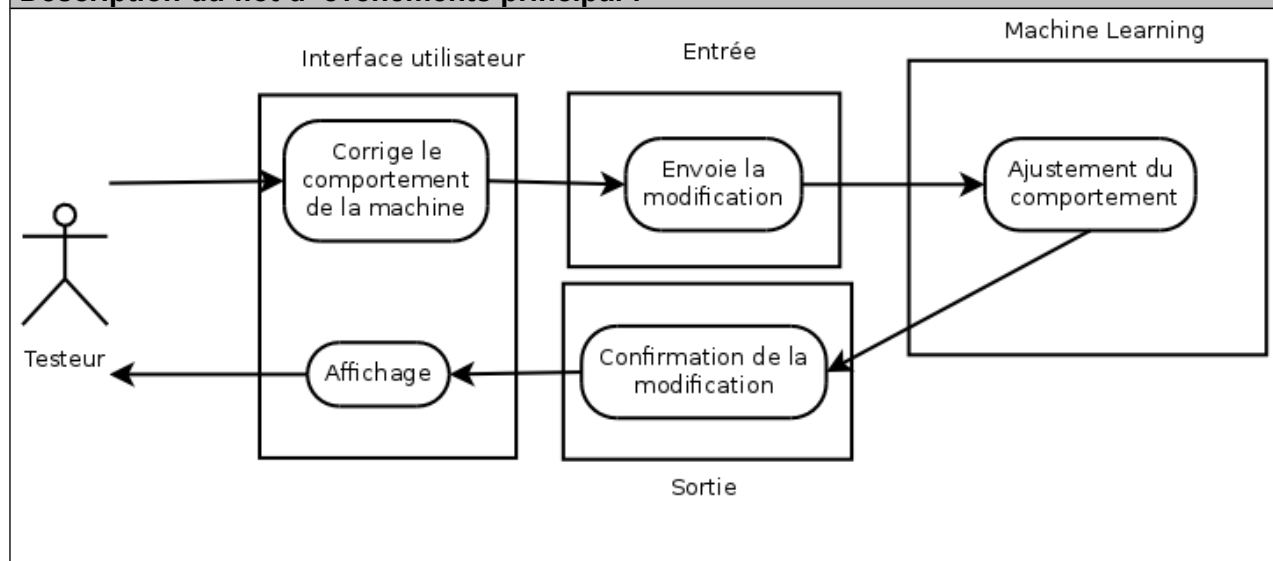 Description du flot d' évènements principal :
Interface utilisateur
Entrée
Machine Learning
Corrige le
comportement
de la machine
Envoie la
modification
Ajustement du
comportement
Testeur
Affichage
Confirmation de la
modification
Sortie